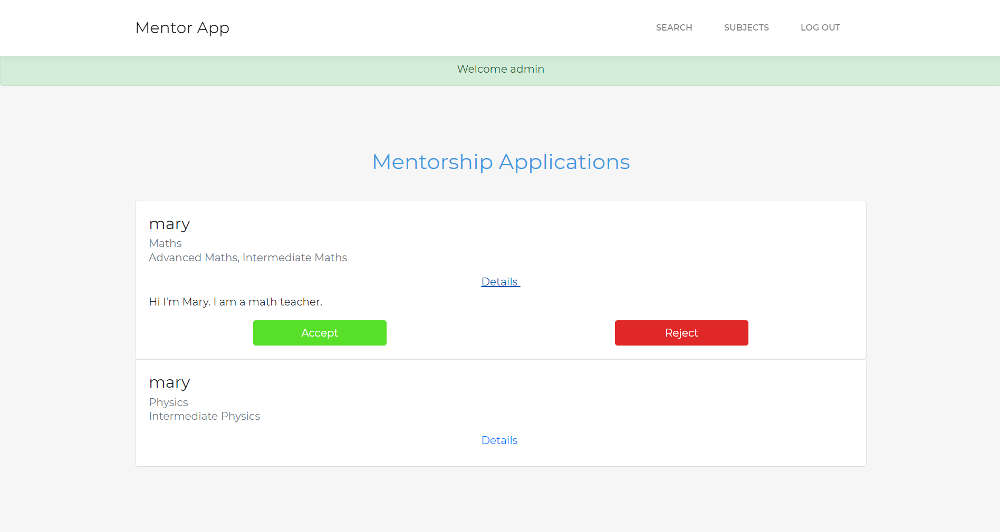 Mentor App
SEARCH SUBJECTS LOG OUT
Welcome admin
Mentorship Applications
mary
Maths
Advanced Maths, Intermediate Maths
Details
Hi I'm Mary. I am a math teacher.
Accept Reject
mary
Physics
Intermediate Physics
Details